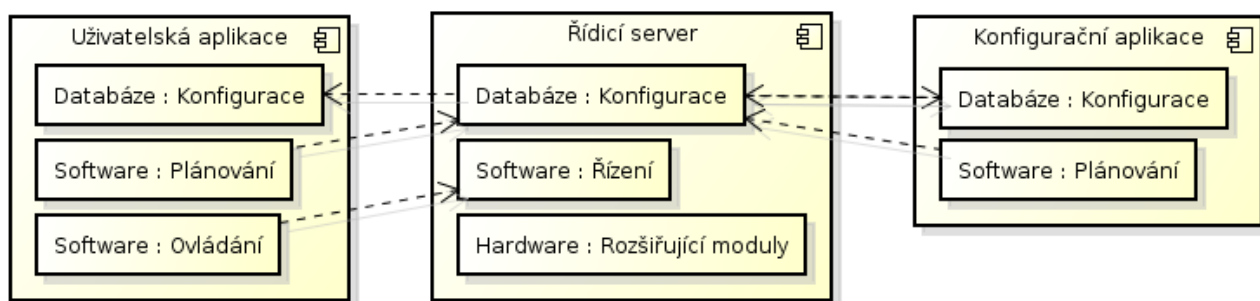 Uživatelská aplikace
Databáze : Konfigurace
Software : Plánování
Software : Ovládání
Řídicí server
Databáze : Konfigurace
Software : Řízení
Hardware : Rozšiřující moduly
Konfigurační aplikace
Databáze : Konfigurace
Software : Plánování